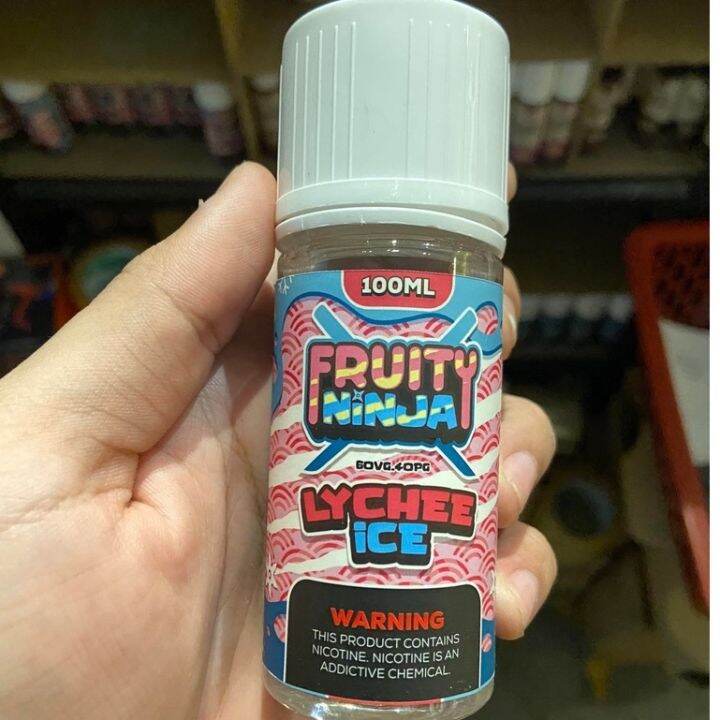 100ML
FRUITY
NiNJA
60VG.40PG
LYCHEE
iCE
WARNING
THIS PRODUCT CONTAINS
NICOTINE. NICOTINE IS AN
ADDICTIVE CHEMICAL.